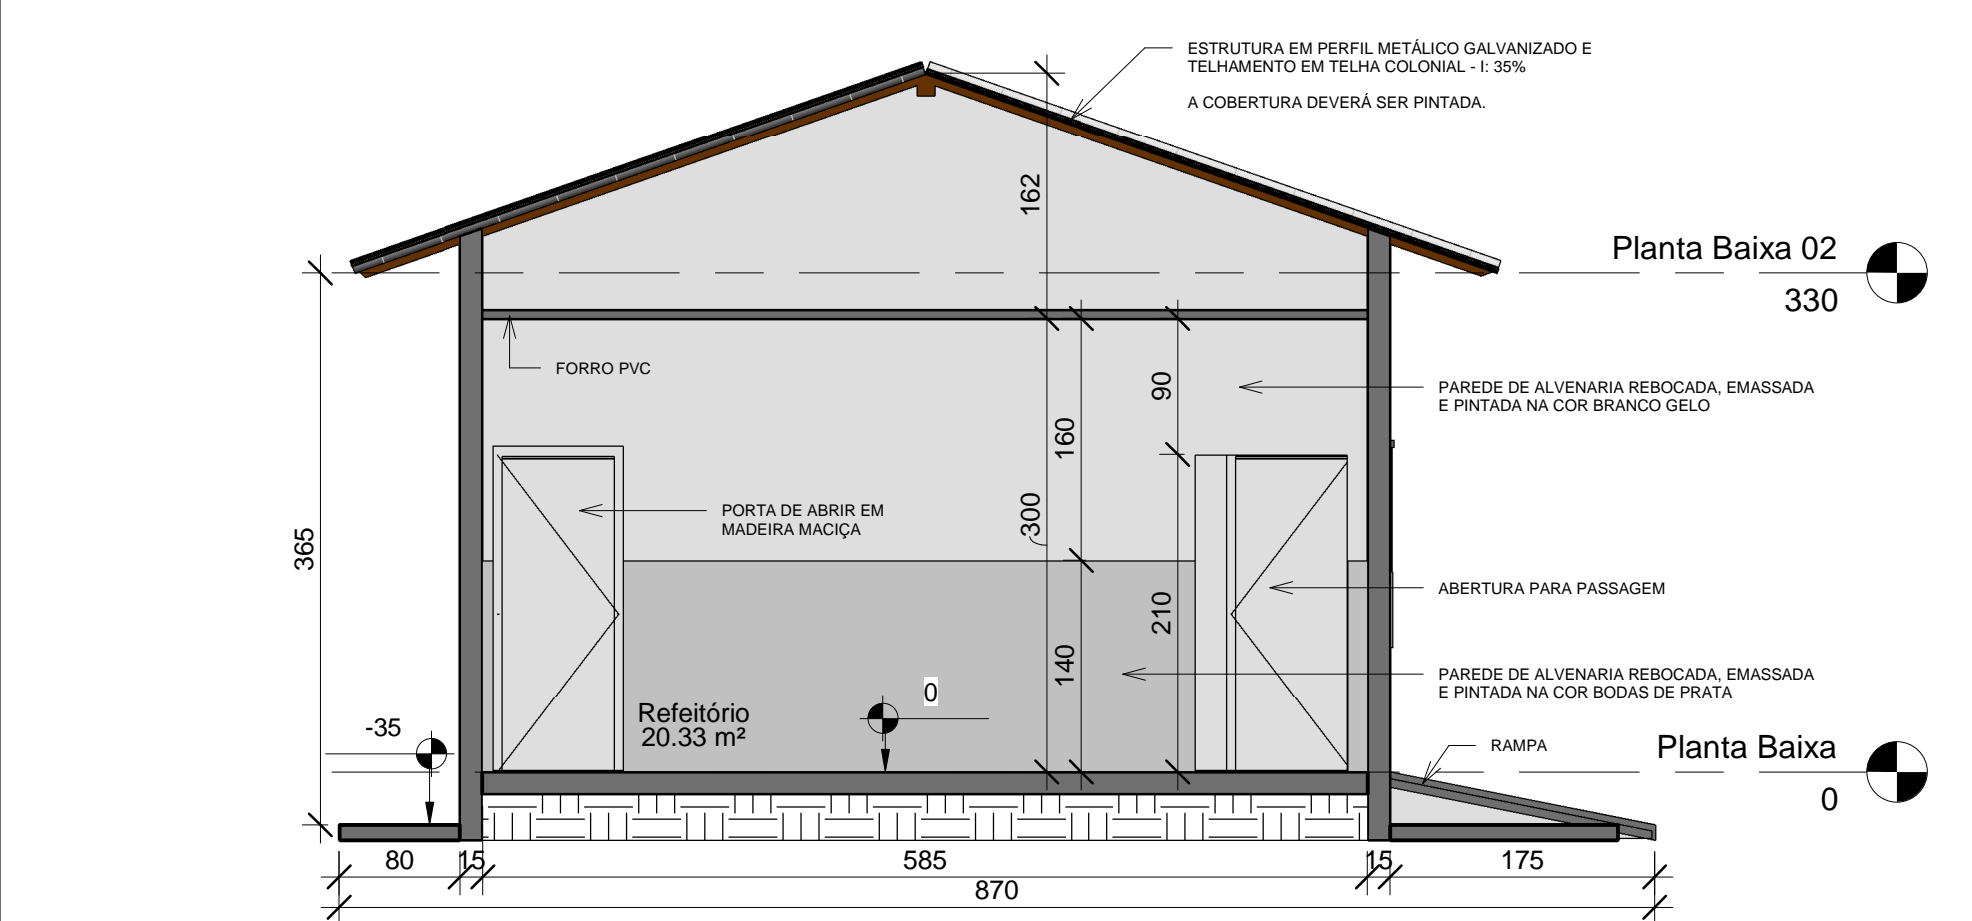 ESTRUTURA EM PERFIL METÁLICO GALVANIZADO E
TELHAMENTO EM TELHA COLONIAL - I: 35%
A COBERTURA DEVERÁ SER PINTADA.
162
Planta Baixa 02
330
FORRO PVC
90
PAREDE DE ALVENARIA REBOCADA, EMASSADA
E PINTADA NA COR BRANCO GELO
160
300
PORTA DE ABRIR EM
MADEIRA MACIÇA
365
ABERTURA PARA PASSAGEM
210
140
PAREDE DE ALVENARIA REBOCADA, EMASSADA
E PINTADA NA COR BODAS DE PRATA
0
Refeitório
20.33 m²
-35
RAMPA
Planta Baixa
0
80
15
585
15
175
870